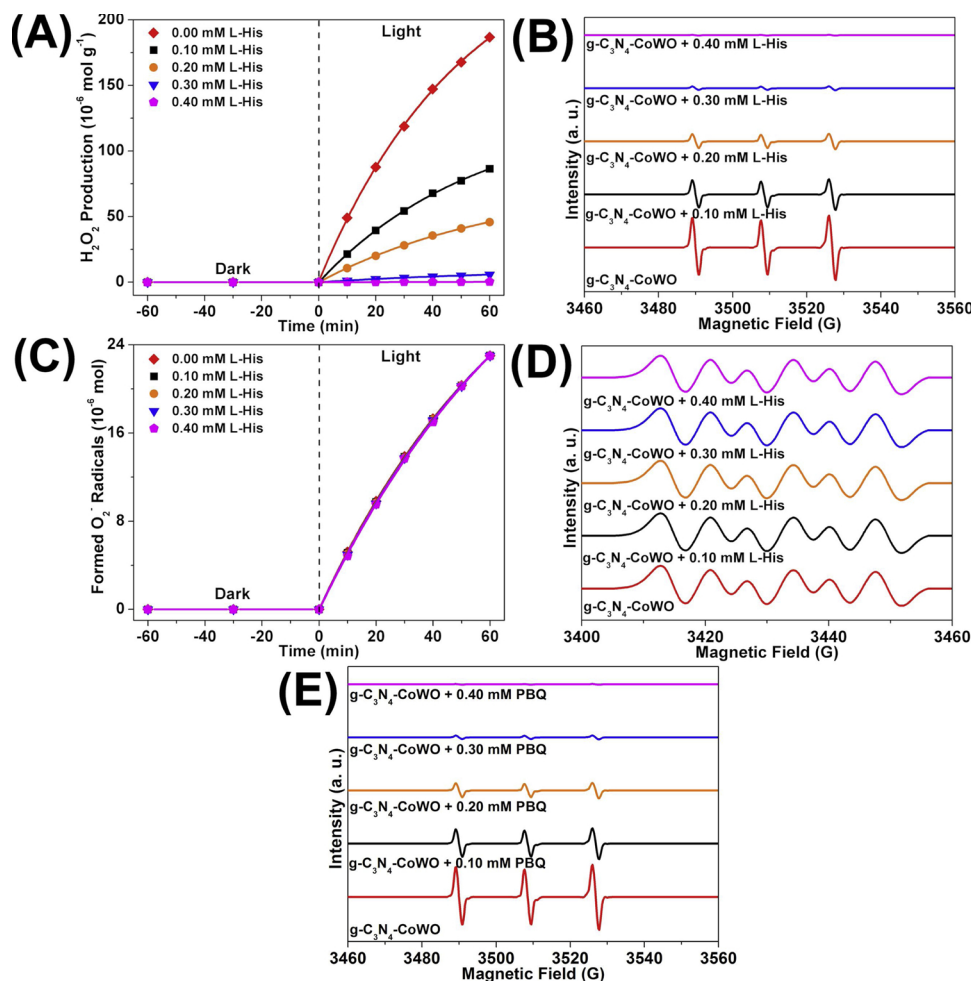 (A)
H₂O₂ Production (10⁻⁶ mol g⁻¹)
200
150
100
50
0
0.00 mM L-His
0.10 mM L-His
0.20 mM L-His
0.30 mM L-His
0.40 mM L-His
Light
Dark
-60 -40 -20 0 20 40 60
Time (min)
(B)
Intensity (a. u.)
g-C₃N₄-CoWO + 0.40 mM L-His
g-C₃N₄-CoWO + 0.30 mM L-His
g-C₃N₄-CoWO + 0.20 mM L-His
g-C₃N₄-CoWO + 0.10 mM L-His
g-C₃N₄-CoWO
3460 3480 3500 3520 3540 3560
Magnetic Field (G)
(C)
Formed O₂⁻ Radicals (10⁻⁶ mol)
24
18
12
6
0
0.00 mM L-His
0.10 mM L-His
0.20 mM L-His
0.30 mM L-His
0.40 mM L-His
Light
Dark
-60 -40 -20 0 20 40 60
Time (min)
(D)
Intensity (a. u.)
g-C₃N₄-CoWO + 0.40 mM L-His
g-C₃N₄-CoWO + 0.30 mM L-His
g-C₃N₄-CoWO + 0.20 mM L-His
g-C₃N₄-CoWO + 0.10 mM L-His
g-C₃N₄-CoWO
3400 3420 3440 3460
Magnetic Field (G)
(E)
Intensity (a. u.)
g-C₃N₄-CoWO + 0.40 mM PBQ
g-C₃N₄-CoWO + 0.30 mM PBQ
g-C₃N₄-CoWO + 0.20 mM PBQ
g-C₃N₄-CoWO + 0.10 mM PBQ
g-C₃N₄-CoWO
3460 3480 3500 3520 3540 3560
Magnetic Field (G)